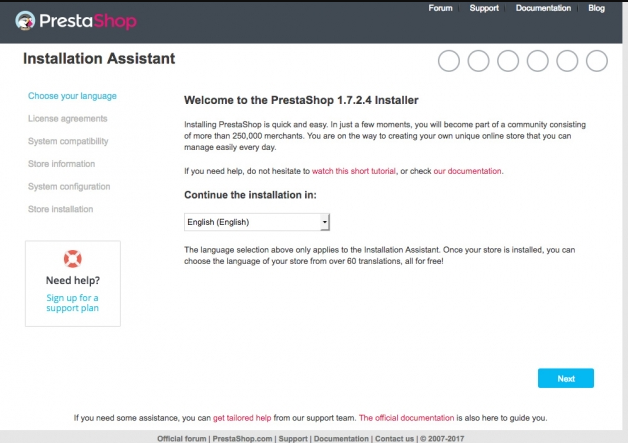 Forum Support Documentation Blog
PrestaShop
Installation Assistant
Choose your language
License agreements
System compatibility
Store information
System configuration
Store installation
Need help?
Sign up for a
support plan
Welcome to the PrestaShop 1.7.2.4 Installer
Installing PrestaShop is quick and easy. In just a few moments, you will become part of a community consisting
of more than 250,000 merchants. You are on the way to creating your own unique online store that you can
manage easily every day.
If you need help, do not hesitate to watch this short tutorial, or check our documentation.
Continue the installation in:
English (English)
The language selection above only applies to the Installation Assistant. Once your store is installed, you can
choose the language of your store from over 60 translations, all for free!
Next
If you need some assistance, you can get tailored help from our support team. The official documentation is also here to guide you.
Official forum | PrestaShop.com | Support | Documentation | Contact us | © 2007-2017